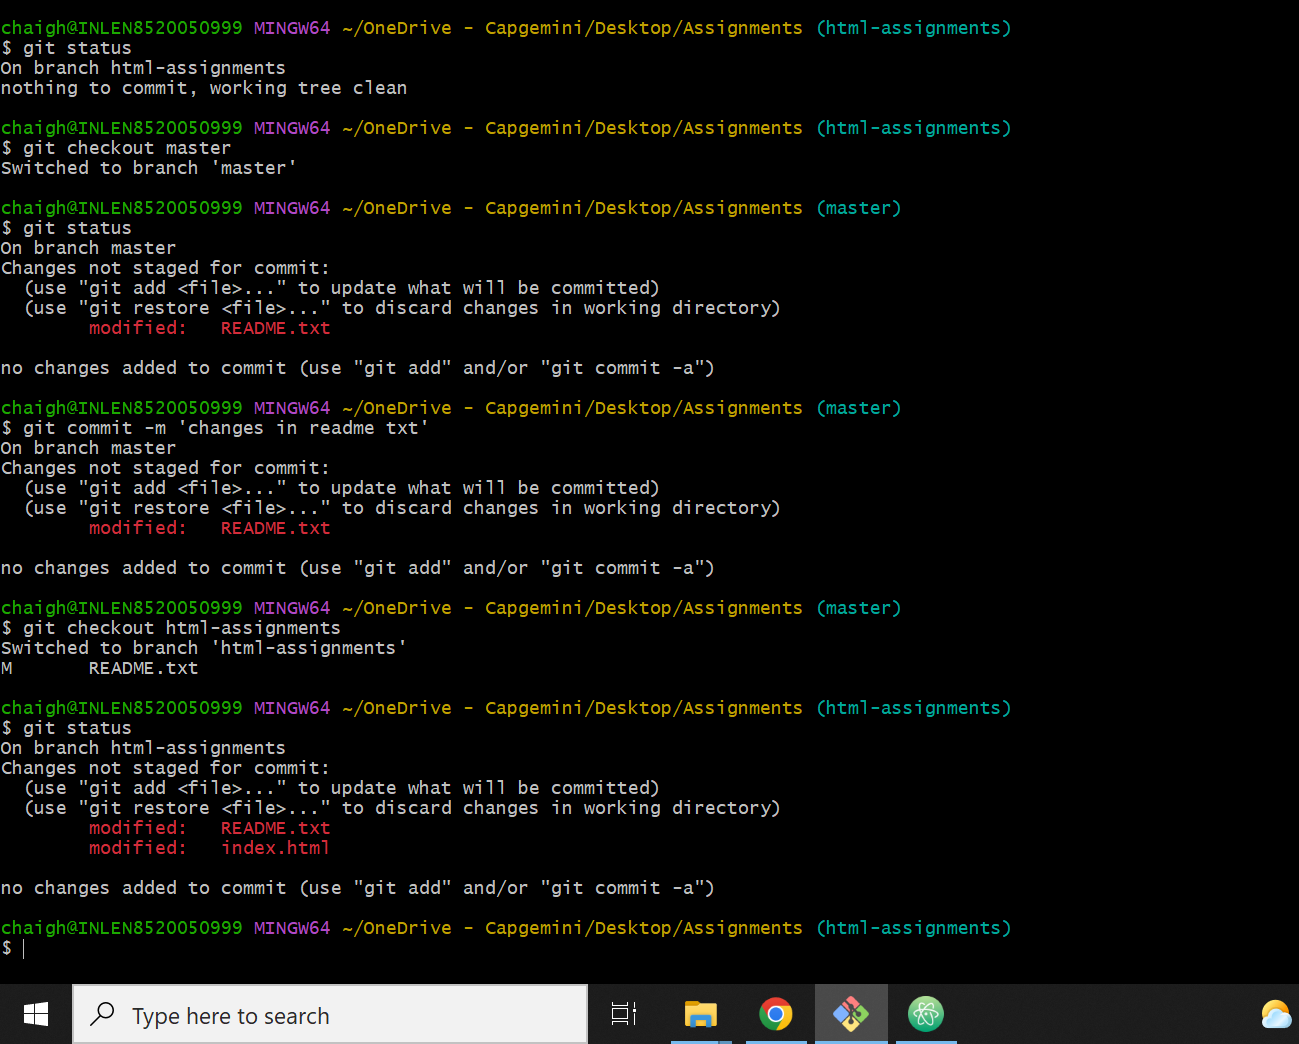 chaigh@INLEN8520050999 MINGW64 ~/OneDrive - Capgemini/Desktop/Assignments (html-assignments)
$ git status
On branch html-assignments
nothing to commit, working tree clean
chaigh@INLEN8520050999 MINGW64 ~/OneDrive - Capgemini/Desktop/Assignments (html-assignments)
$ git checkout master
Switched to branch 'master'
chaigh@INLEN8520050999 MINGW64 ~/OneDrive - Capgemini/Desktop/Assignments (master)
$ git status
On branch master
Changes not staged for commit:
  (use "git add <file>..." to update what will be committed)
  (use "git restore <file>..." to discard changes in working directory)
        modified:   README.txt
no changes added to commit (use "git add" and/or "git commit -a")
chaigh@INLEN8520050999 MINGW64 ~/OneDrive - Capgemini/Desktop/Assignments (master)
$ git commit -m 'changes in readme txt'
On branch master
Changes not staged for commit:
  (use "git add <file>..." to update what will be committed)
  (use "git restore <file>..." to discard changes in working directory)
        modified:   README.txt
no changes added to commit (use "git add" and/or "git commit -a")
chaigh@INLEN8520050999 MINGW64 ~/OneDrive - Capgemini/Desktop/Assignments (master)
$ git checkout html-assignments
Switched to branch 'html-assignments'
M       README.txt
chaigh@INLEN8520050999 MINGW64 ~/OneDrive - Capgemini/Desktop/Assignments (html-assignments)
$ git status
On branch html-assignments
Changes not staged for commit:
  (use "git add <file>..." to update what will be committed)
  (use "git restore <file>..." to discard changes in working directory)
        modified:   README.txt
        modified:   index.html
no changes added to commit (use "git add" and/or "git commit -a")
chaigh@INLEN8520050999 MINGW64 ~/OneDrive - Capgemini/Desktop/Assignments (html-assignments)
$
Type here to search